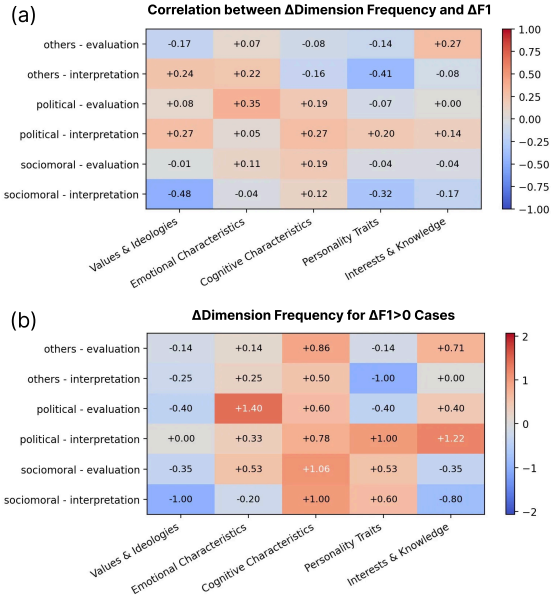 (a)
Correlation between ΔDimension Frequency and ΔF1
others - evaluation -0.17 +0.07 -0.08 -0.14 +0.27
others - interpretation +0.24 +0.22 -0.16 -0.41 -0.08
political - evaluation +0.08 +0.35 +0.19 -0.07 +0.00
political - interpretation +0.27 +0.05 +0.27 +0.20 +0.14
sociomoral - evaluation -0.01 +0.11 +0.19 -0.04 -0.04
sociomoral - interpretation -0.48 -0.04 +0.12 -0.32 -0.17
Values & Ideologies
Emotional Characteristics
Cognitive Characteristics
Personality Traits
Interests & Knowledge
1.00
0.75
0.50
0.25
0.00
−0.25
−0.50
−0.75
−1.00
(b)
ΔDimension Frequency for ΔF1>0 Cases
others - evaluation -0.14 +0.14 +0.86 -0.14 +0.71
others - interpretation -0.25 +0.25 +0.50 -1.00 +0.00
political - evaluation -0.40 +1.40 +0.60 -0.40 +0.40
political - interpretation +0.00 +0.33 +0.78 +1.00 +1.22
sociomoral - evaluation -0.35 +0.53 +1.06 +0.53 -0.35
sociomoral - interpretation -1.00 -0.20 +1.00 +0.60 -0.80
Values & Ideologies
Emotional Characteristics
Cognitive Characteristics
Personality Traits
Interests & Knowledge
2
1
0
−1
−2